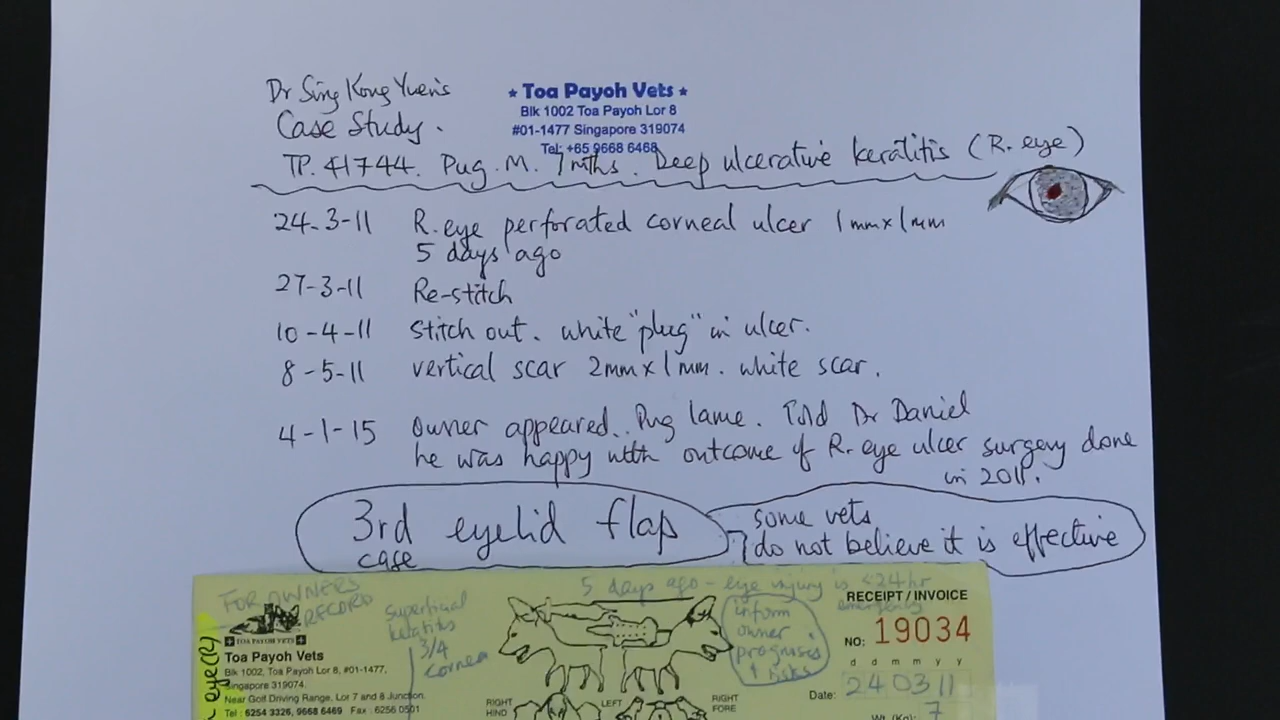 Dr Sing Kong Yuen's
Case Study.
★ Toa Payoh Vets ★
Blk 1002 Toa Payoh Lor 8
#01-1477 Singapore 319074
Tel: +65 9668 6468
TP. 41744. Pug. M. 7 mths. Deep ulcerative keratitis (R. eye)
24-3-11 R. eye perforated corneal ulcer 1mm x 1mm
5 days ago
27-3-11 Re-stitch
10-4-11 Stitch out. white "plug" in ulcer.
8-5-11 vertical scar 2mm x 1mm. white scar.
4-1-15 Owner appeared.. Pug lame. Told Dr Daniel
he was happy with outcome of R. eye ulcer surgery done
in 2011.
3rd eyelid flap
case
some vets
do not believe it is effective
FOR OWNERS
RECORD
5 days ago - eye injury is <24hr
emergency
superficial
keratitis
3/4
cornea
inform
owner
prognosis
+ risks
RECEIPT / INVOICE
NO: 19034
d d m m y y
Date: 240311
Wt (Kg): 7
TOA PAYOH VETS
Toa Payoh Vets
Blk 1002, Toa Payoh Lor 8, #01-1477,
Singapore 319074.
Near Golf Driving Range, Lor 7 and 8 Junction.
Tel : 6254 3326, 9668 6469 Fax : 6256 0501
eye (R)
RIGHT
HIND
LEFT
RIGHT
FORE